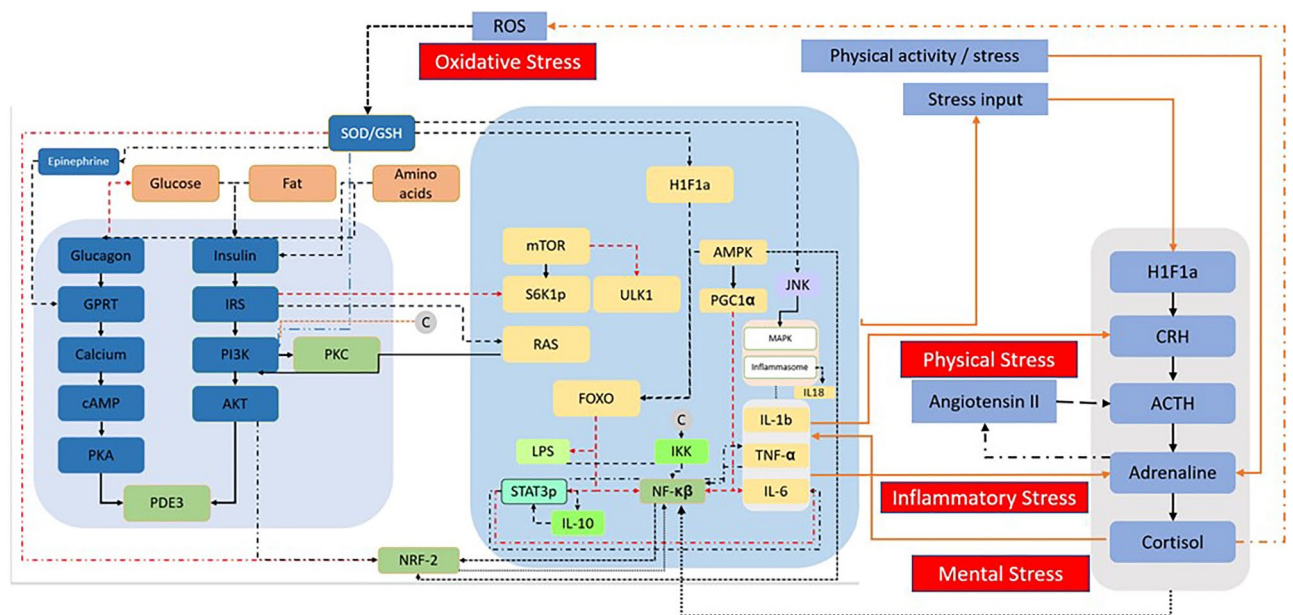 ROS
Oxidative Stress
Physical activity / stress
Stress input
SOD/GSH
Epinephrine
Glucose
Fat
Amino
acids
H1F1a
Glucagon
Insulin
mTOR
AMPK
H1F1a
GPRT
IRS
S6K1p
ULK1
PGC1α
JNK
C
Calcium
PI3K
PKC
RAS
MAPK
CRH
Inflammasome
Physical Stress
IL18
cAMP
AKT
FOXO
Angiotensin II
ACTH
C
IL-1b
PKA
LPS
IKK
TNF-α
Adrenaline
PDE3
STAT3p
NF-κβ
IL-6
Inflammatory Stress
IL-10
Cortisol
NRF-2
Mental Stress